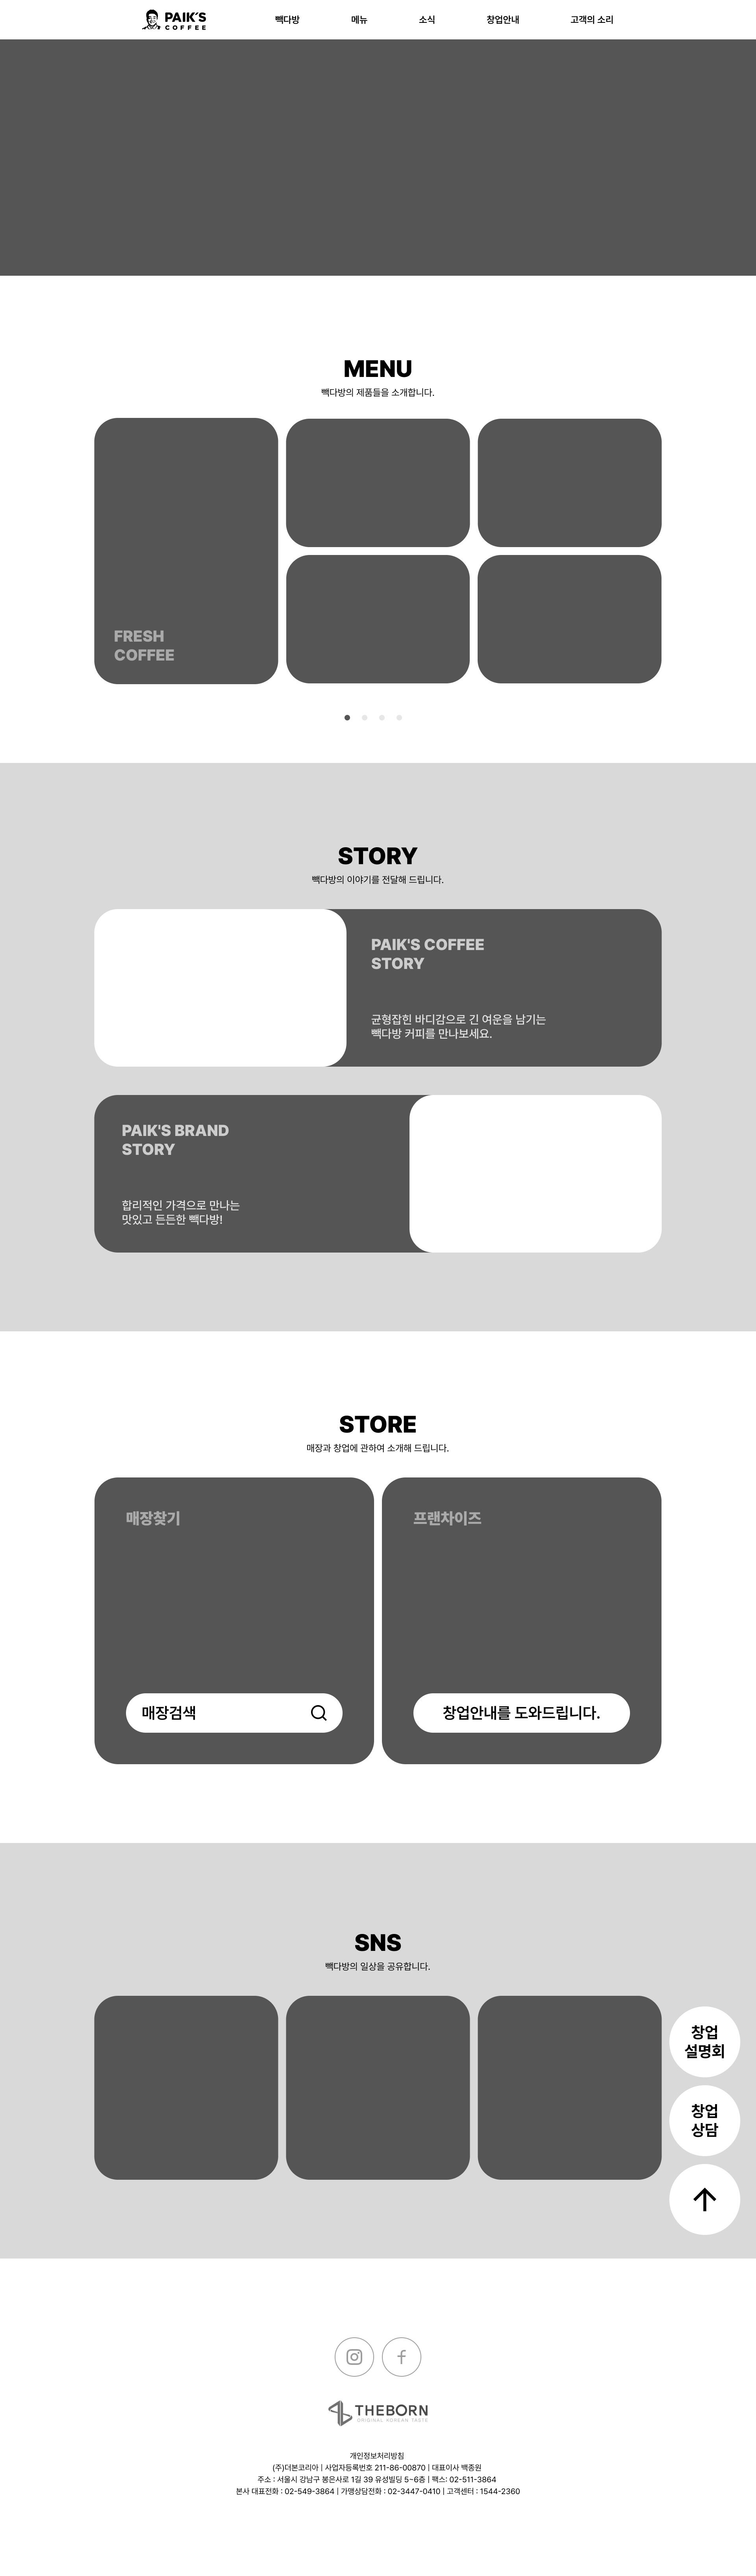 PAIK'S
COFFEE
빽다방
메뉴
소식
창업안내
고객의 소리
MENU
빽다방의 제품들을 소개합니다.
FRESH
COFFEE
STORY
빽다방의 이야기를 전달해 드립니다.
PAIK'S COFFEE
STORY
균형잡힌 바디감으로 긴 여운을 남기는
빽다방 커피를 만나보세요.
PAIK'S BRAND
STORY
합리적인 가격으로 만나는
맛있고 든든한 빽다방!
STORE
매장과 창업에 관하여 소개해 드립니다.
매장찾기
매장검색
프랜차이즈
창업안내를 도와드립니다.
SNS
빽다방의 일상을 공유합니다.
창업
설명회
창업
상담
THEBORN
ORIGINAL KOREAN TASTE
개인정보처리방침
(주)더본코리아 | 사업자등록번호 211-86-00870 | 대표이사 백종원
주소 : 서울시 강남구 봉은사로 1길 39 유성빌딩 5~6층 | 팩스: 02-511-3864
본사 대표전화 : 02-549-3864 | 가맹상담전화 : 02-3447-0410 | 고객센터 : 1544-2360